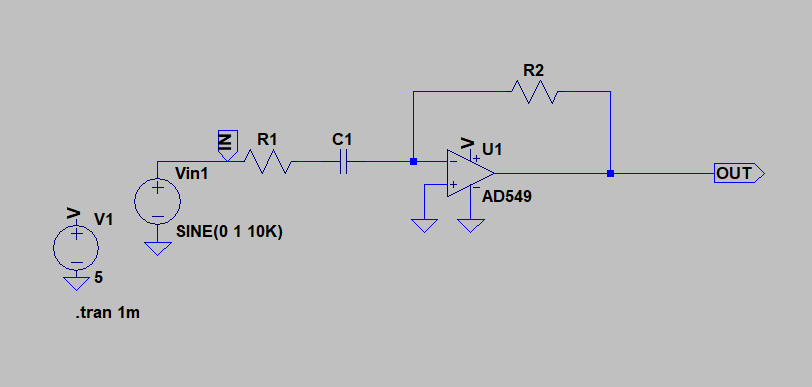 R2
IN
R1
C1
V
U1
Vin1
OUT
V
V1
AD549
SINE(0 1 10K)
5
.tran 1m